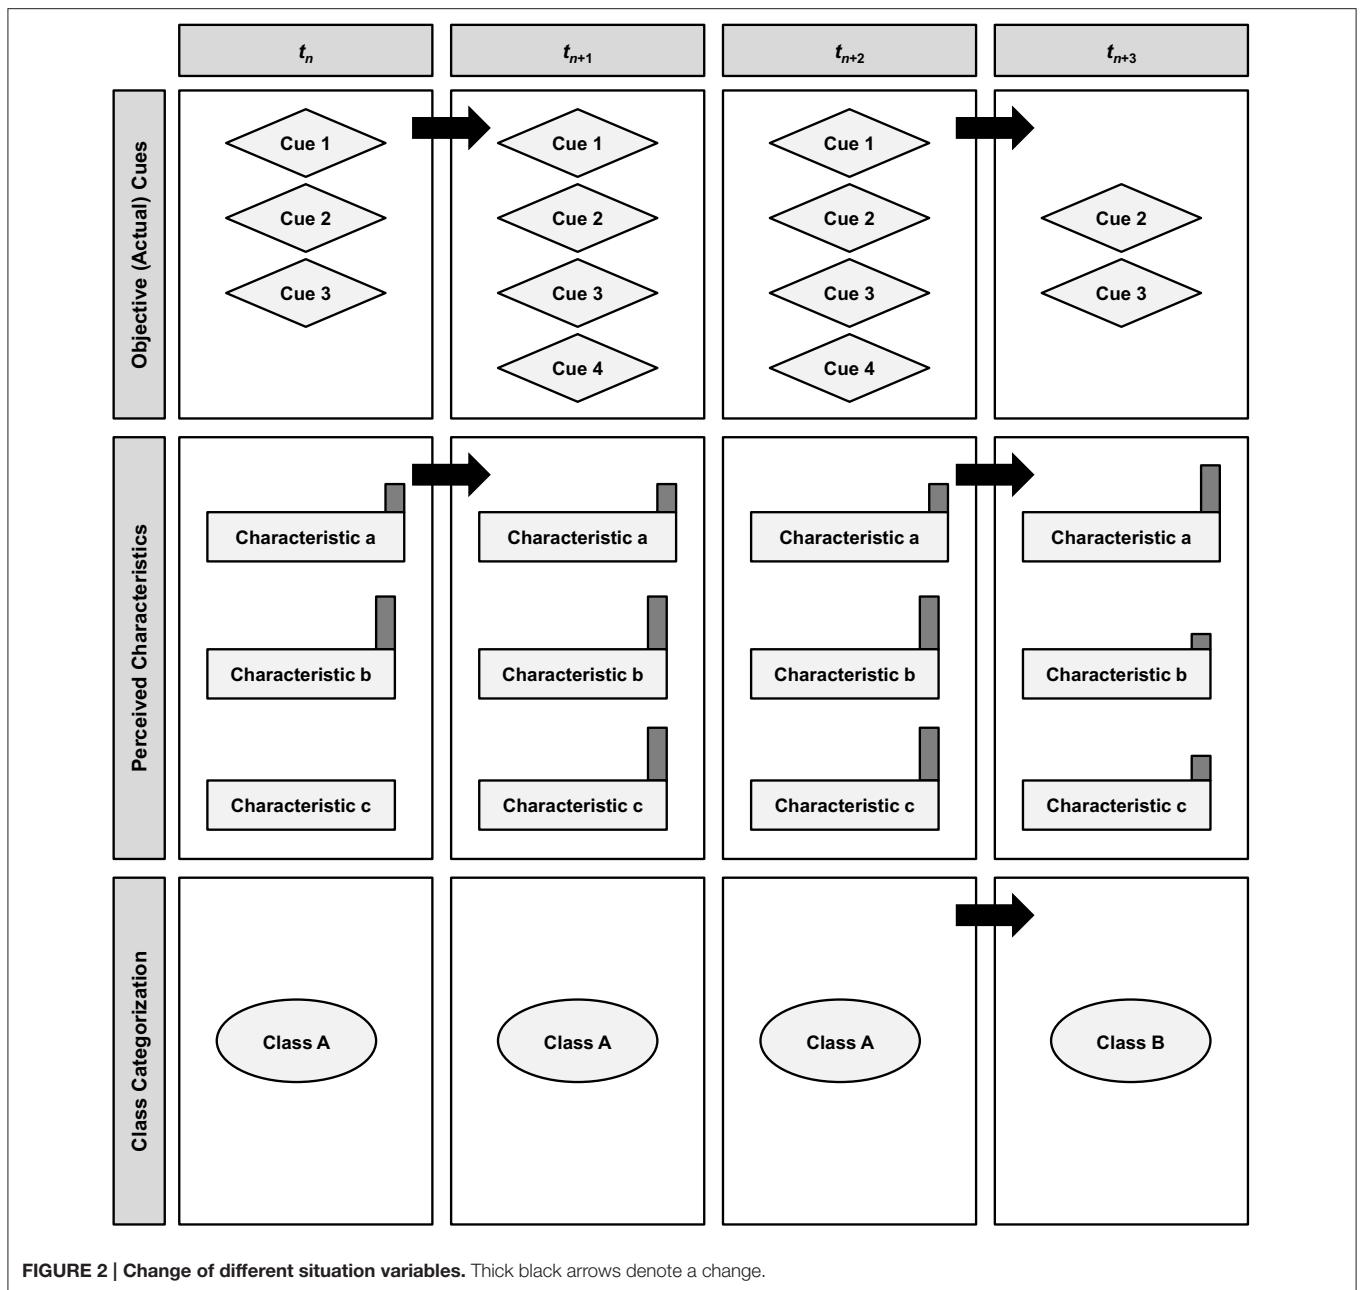 tn
tn+1
tn+2
tn+3
Objective (Actual) Cues
Cue 1
Cue 1
Cue 1
Cue 2
Cue 2
Cue 2
Cue 2
Cue 3
Cue 3
Cue 3
Cue 3
Cue 4
Cue 4
Perceived Characteristics
Characteristic a
Characteristic a
Characteristic a
Characteristic a
Characteristic b
Characteristic b
Characteristic b
Characteristic b
Characteristic c
Characteristic c
Characteristic c
Characteristic c
Class Categorization
Class A
Class A
Class A
Class B
FIGURE 2 | Change of different situation variables. Thick black arrows denote a change.